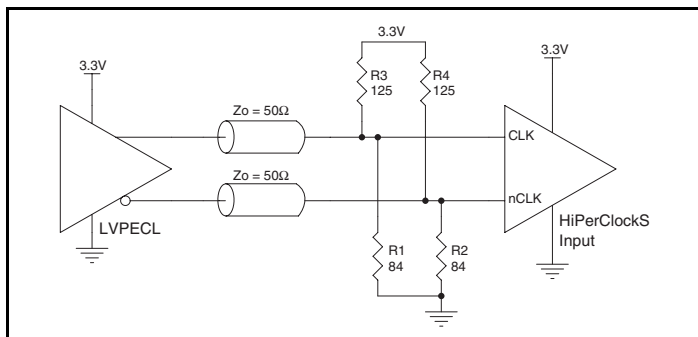 3.3V
3.3V
3.3V
R3
125
R4
125
Zo = 50Ω
CLK
Zo = 50Ω
nCLK
LVPECL
HiPerClockS
Input
R1
84
R2
84